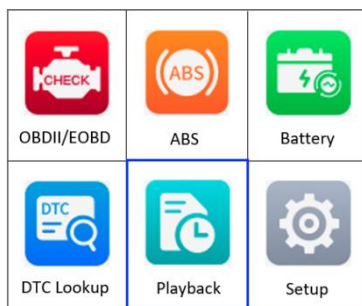 CHECK
ABS
OBDII/EOBD
ABS
Battery
DTC
DTC Lookup
Playback
Setup